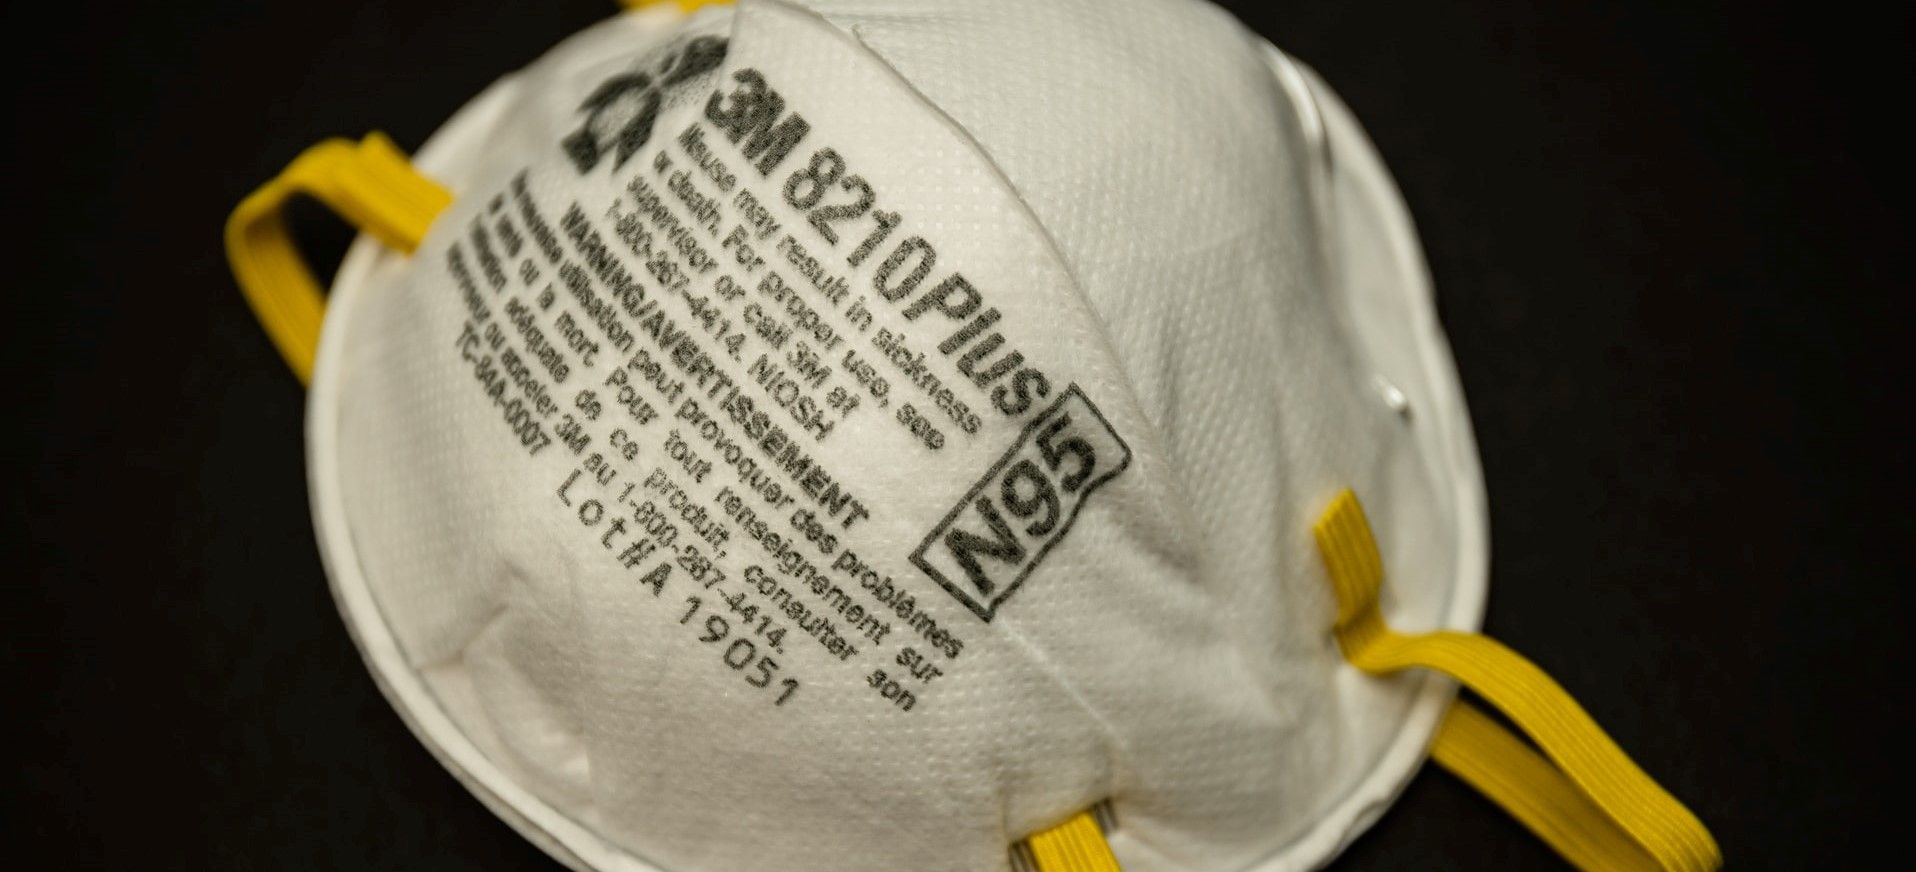 3M 8210Plus
N95
Misuse may result in sickness
or death. For proper use, see
supervisor or call 3M at
1-800-267-4414. NIOSH
WARNING/AVERTISSEMENT
utilisation peut provoquer des problèmes
ou la mort. Pour tout renseignement sur
adéquate de ce produit, consulter son
ou appeler 3M au 1-800-267-4414.
TC-84A-0007
Lot#A19051